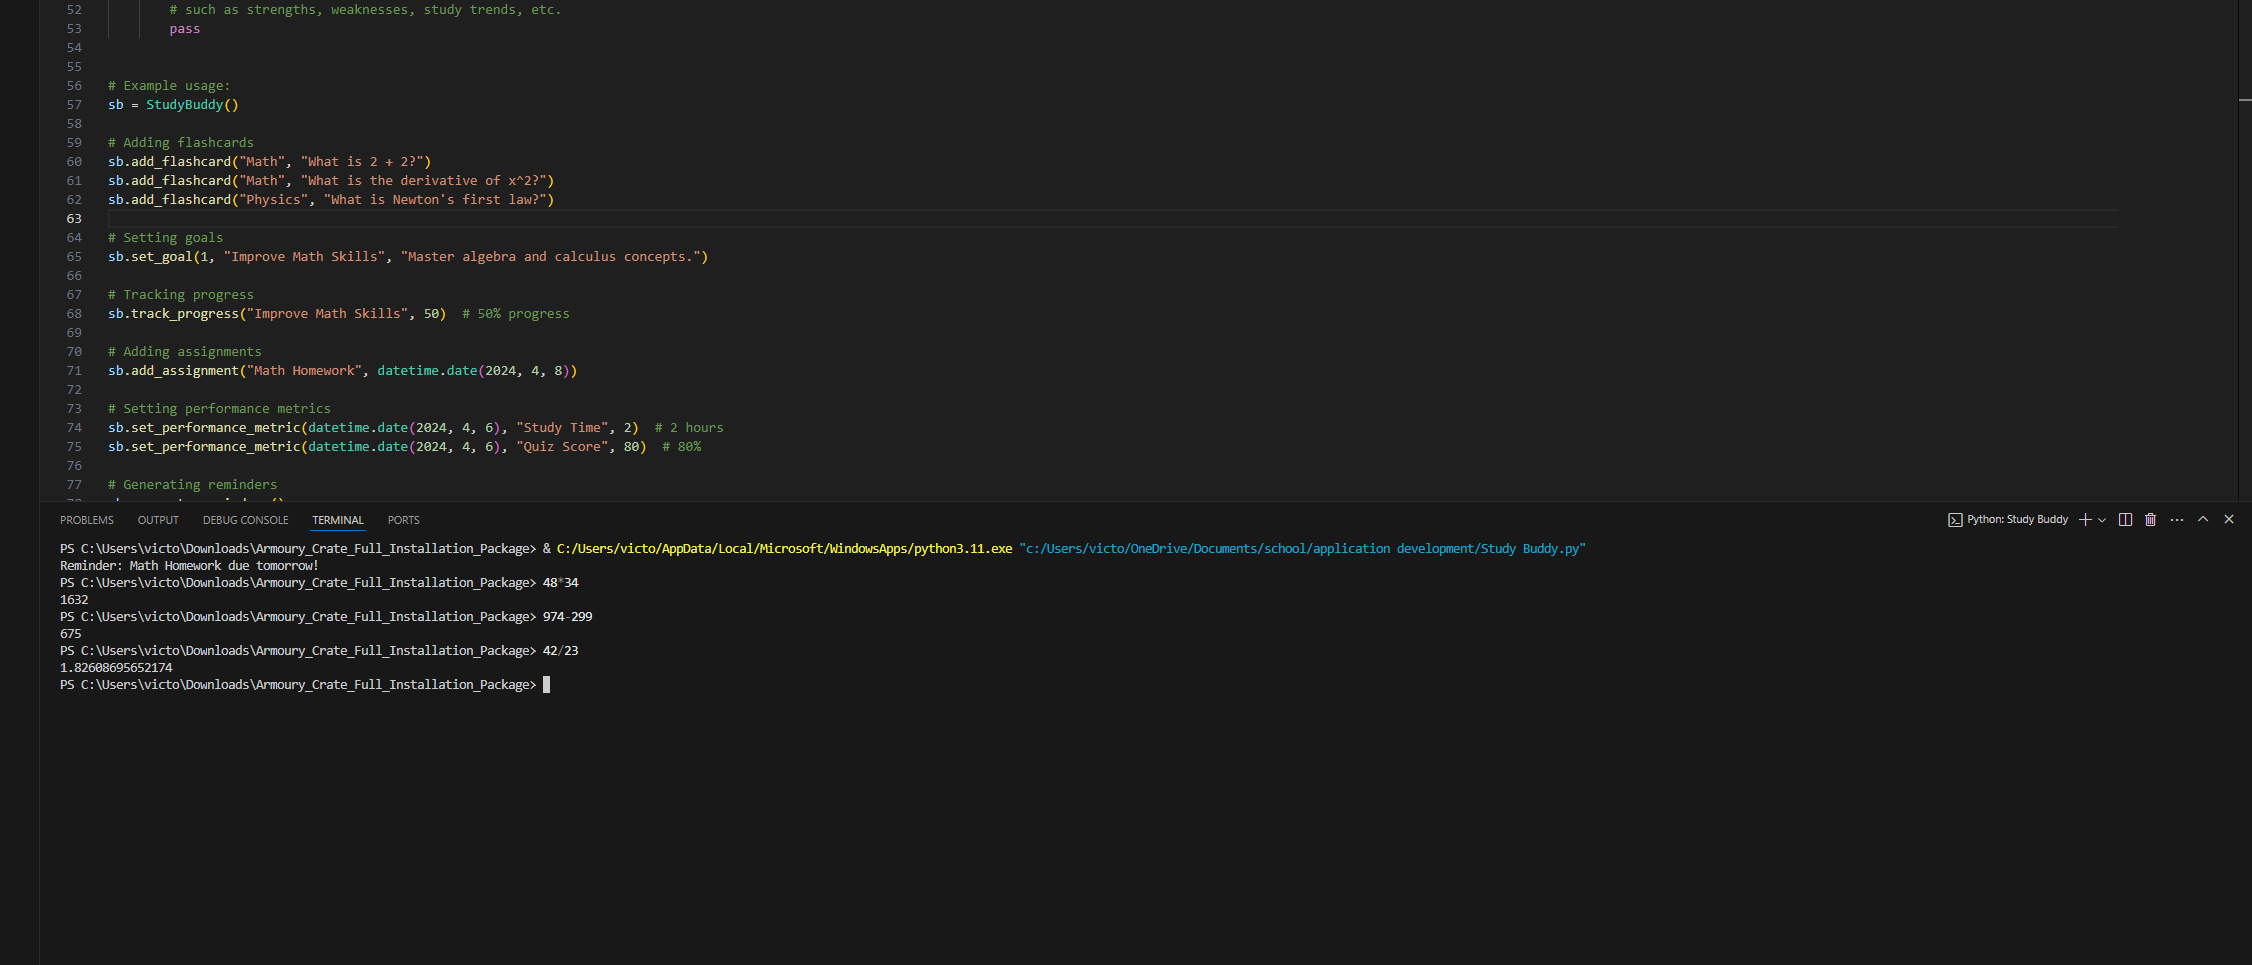 52 # such as strengths, weaknesses, study trends, etc.
53 pass
54
55
56 # Example usage:
57 sb = StudyBuddy()
58
59 # Adding flashcards
60 sb.add_flashcard("Math", "What is 2 + 2?")
61 sb.add_flashcard("Math", "What is the derivative of x^2?")
62 sb.add_flashcard("Physics", "What is Newton's first law?")
63
64 # Setting goals
65 sb.set_goal(1, "Improve Math Skills", "Master algebra and calculus concepts.")
66
67 # Tracking progress
68 sb.track_progress("Improve Math Skills", 50)  # 50% progress
69
70 # Adding assignments
71 sb.add_assignment("Math Homework", datetime.date(2024, 4, 8))
72
73 # Setting performance metrics
74 sb.set_performance_metric(datetime.date(2024, 4, 6), "Study Time", 2)  # 2 hours
75 sb.set_performance_metric(datetime.date(2024, 4, 6), "Quiz Score", 80)  # 80%
76
77 # Generating reminders
PROBLEMS OUTPUT DEBUG CONSOLE TERMINAL PORTS Python: Study Buddy
PS C:\Users\victo\Downloads\Armoury_Crate_Full_Installation_Package> & C:/Users/victo/AppData/Local/Microsoft/WindowsApps/python3.11.exe "c:/Users/victo/OneDrive/Documents/school/application development/Study Buddy.py"
Reminder: Math Homework due tomorrow!
PS C:\Users\victo\Downloads\Armoury_Crate_Full_Installation_Package> 48*34
1632
PS C:\Users\victo\Downloads\Armoury_Crate_Full_Installation_Package> 974-299
675
PS C:\Users\victo\Downloads\Armoury_Crate_Full_Installation_Package> 42/23
1.82608695652174
PS C:\Users\victo\Downloads\Armoury_Crate_Full_Installation_Package>